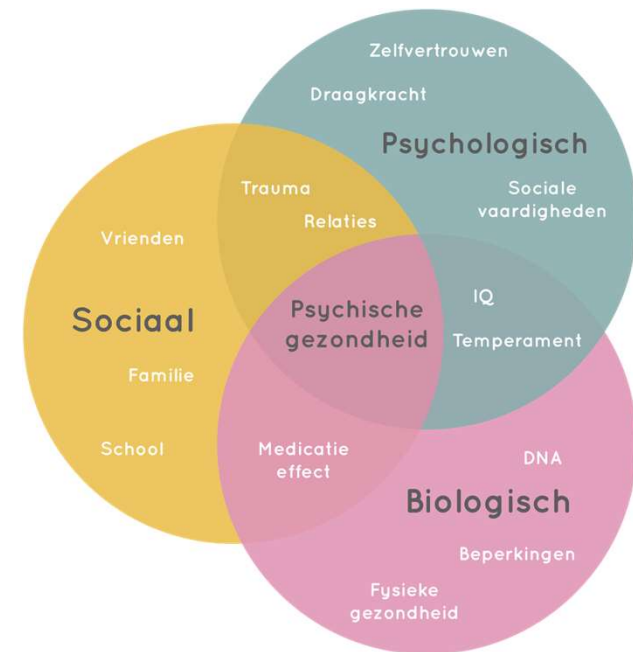 Zelfvertrouwen
Draagkracht
Psychologisch
Sociale
vaardigheden
Trauma
Relaties
Vrienden
Sociaal
Psychische
gezondheid
IQ
Temperament
Familie
School
Medicatie
effect
DNA
Biologisch
Beperkingen
Fysieke
gezondheid